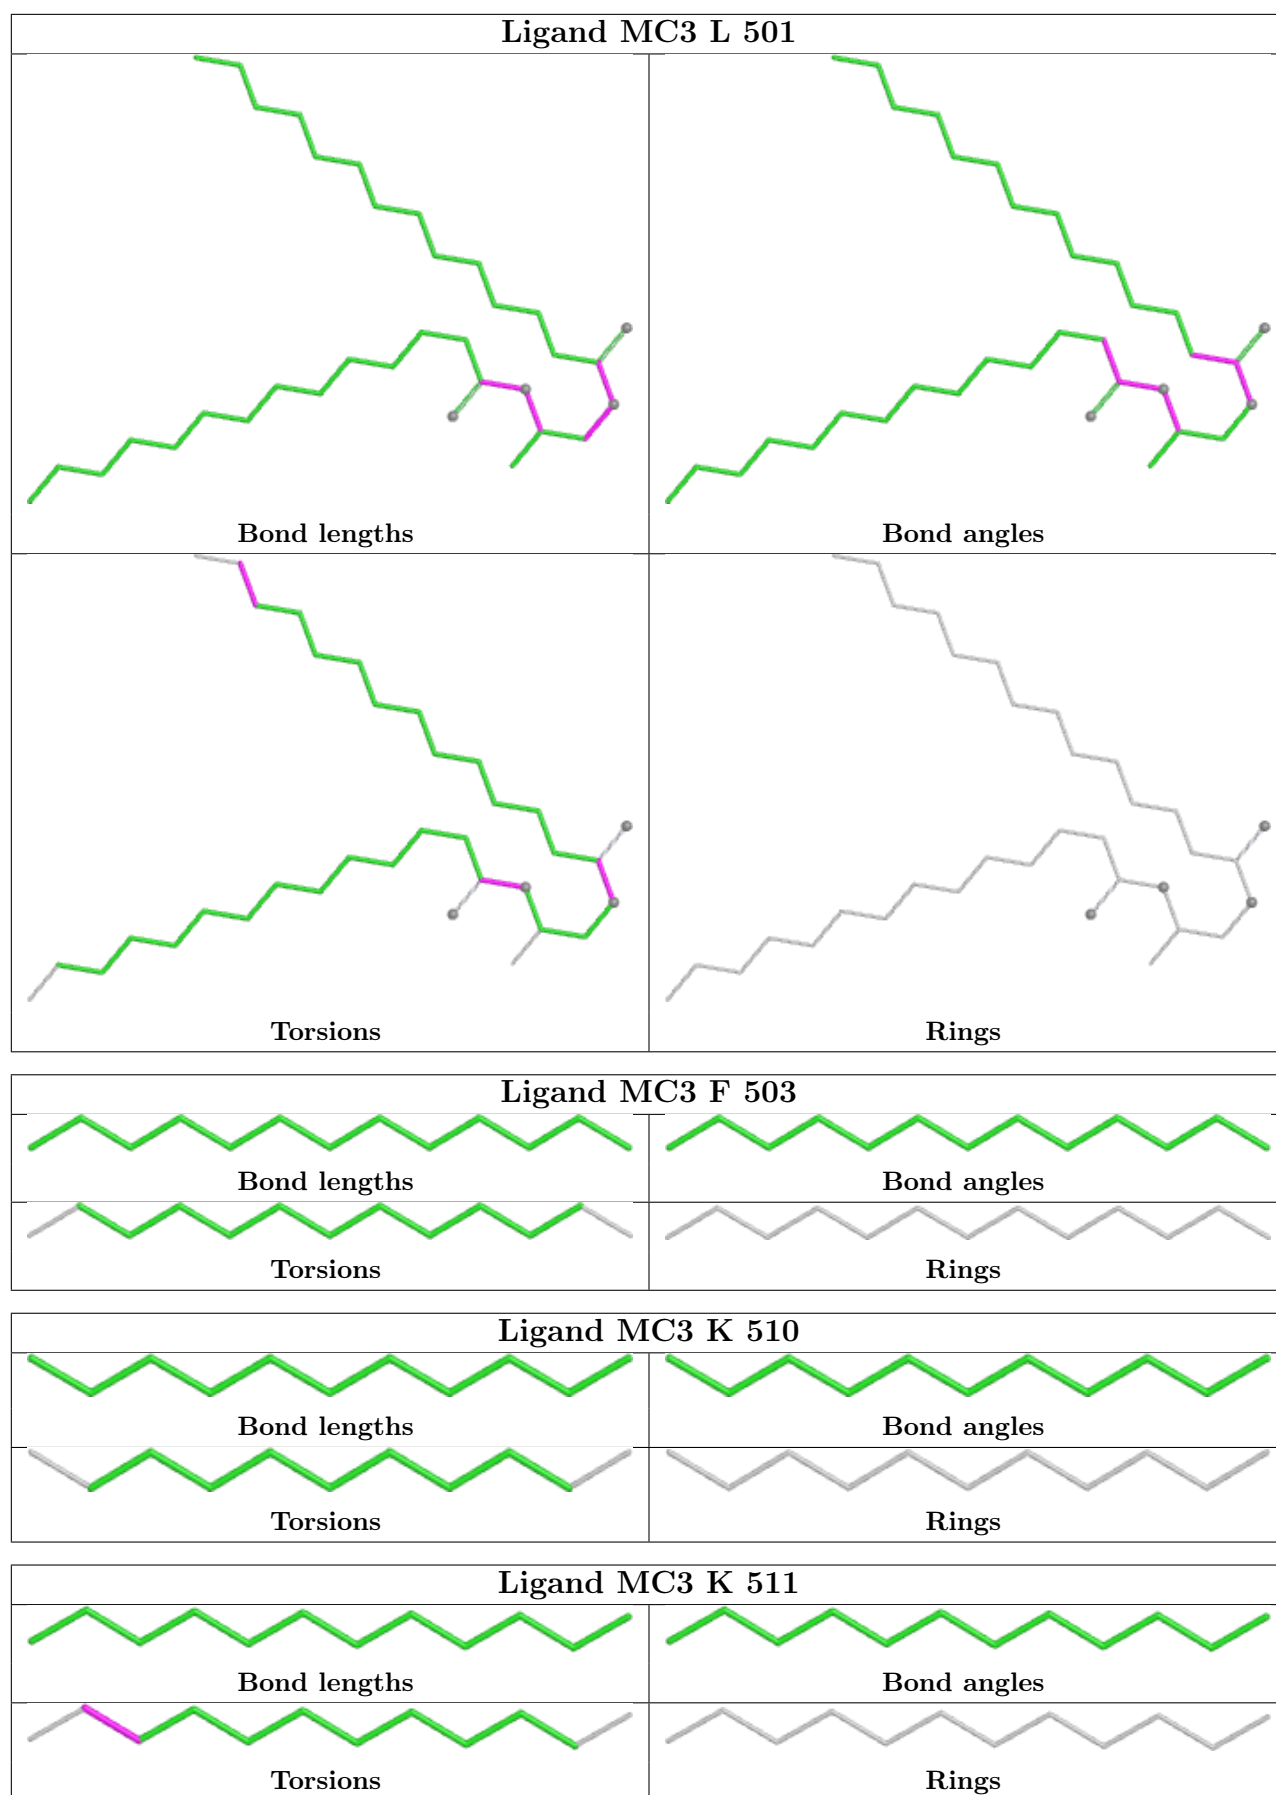 Ligand MC3 L 501
Bond lengths
Bond angles
Torsions
Rings
Ligand MC3 F 503
Bond lengths
Bond angles
Torsions
Rings
Ligand MC3 K 510
Bond lengths
Bond angles
Torsions
Rings
Ligand MC3 K 511
Bond lengths
Bond angles
Torsions
Rings